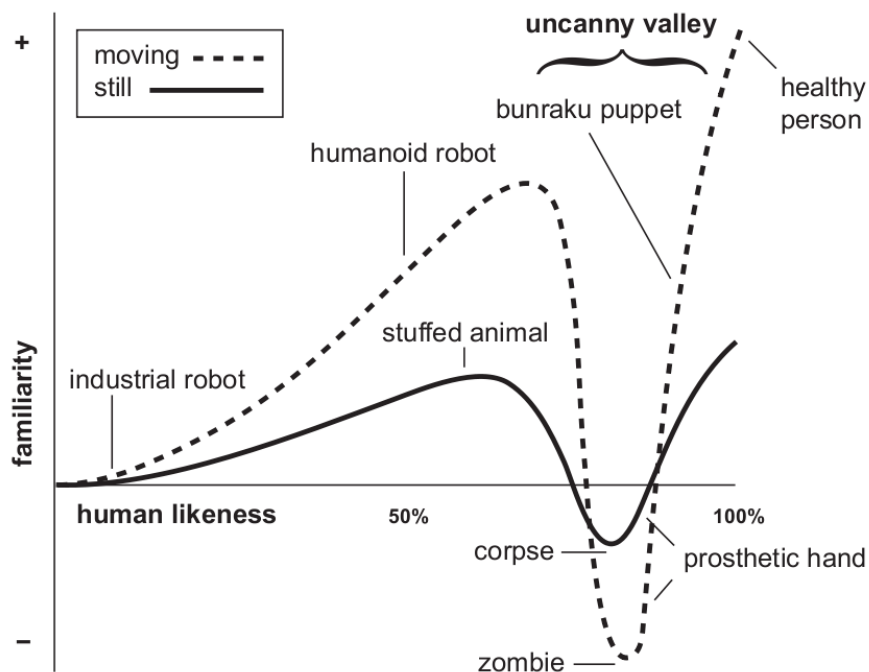 uncanny valley
+
moving
still
bunraku puppet
healthy
person
humanoid robot
stuffed animal
industrial robot
familiarity
human likeness
50%
100%
corpse
prosthetic hand
−
zombie